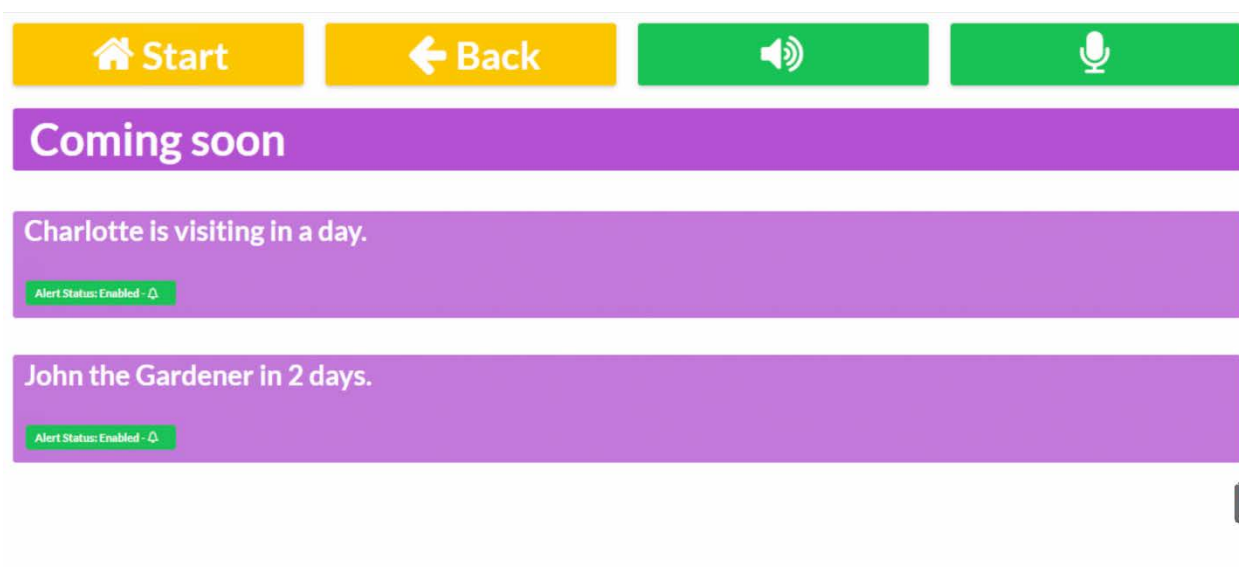 Start
Back
Coming soon
Charlotte is visiting in a day.
Alert Status: Enabled -
John the Gardener in 2 days.
Alert Status: Enabled -